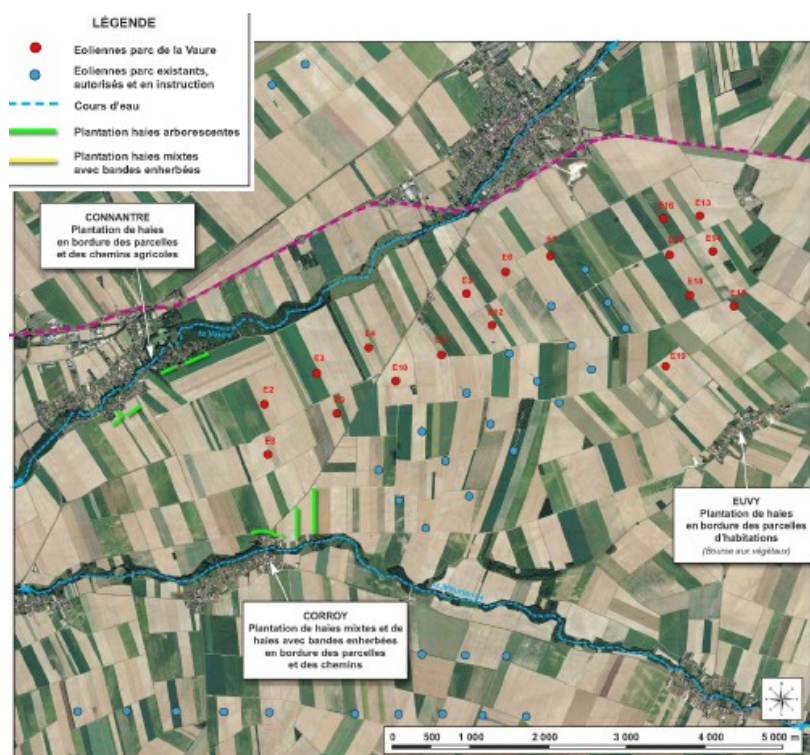 LÉGENDE
Eoliennes parc de la Vaure
Eoliennes parc existants,
autorisés et en instruction
Cours d'eau
Plantation haies arborescentes
Plantation haies mixtes
avec bandes enherbées
CONNANTRE
Plantation de haies
en bordure des parcelles
et des chemins agricoles
E16
E13
E14
E6
E5
E18
E12
la Vaure
E4
E3
E10
E19
E2
E9
E8
EUVY
Plantation de haies
en bordure des parcelles
d'habitations
(Bourse aux végétaux)
CORROY
Plantation de haies mixtes et de
haies avec bandes enherbées
en bordure des parcelles
et des chemins
0 500 1 000 2 000 3 000 4 000 5 000 m